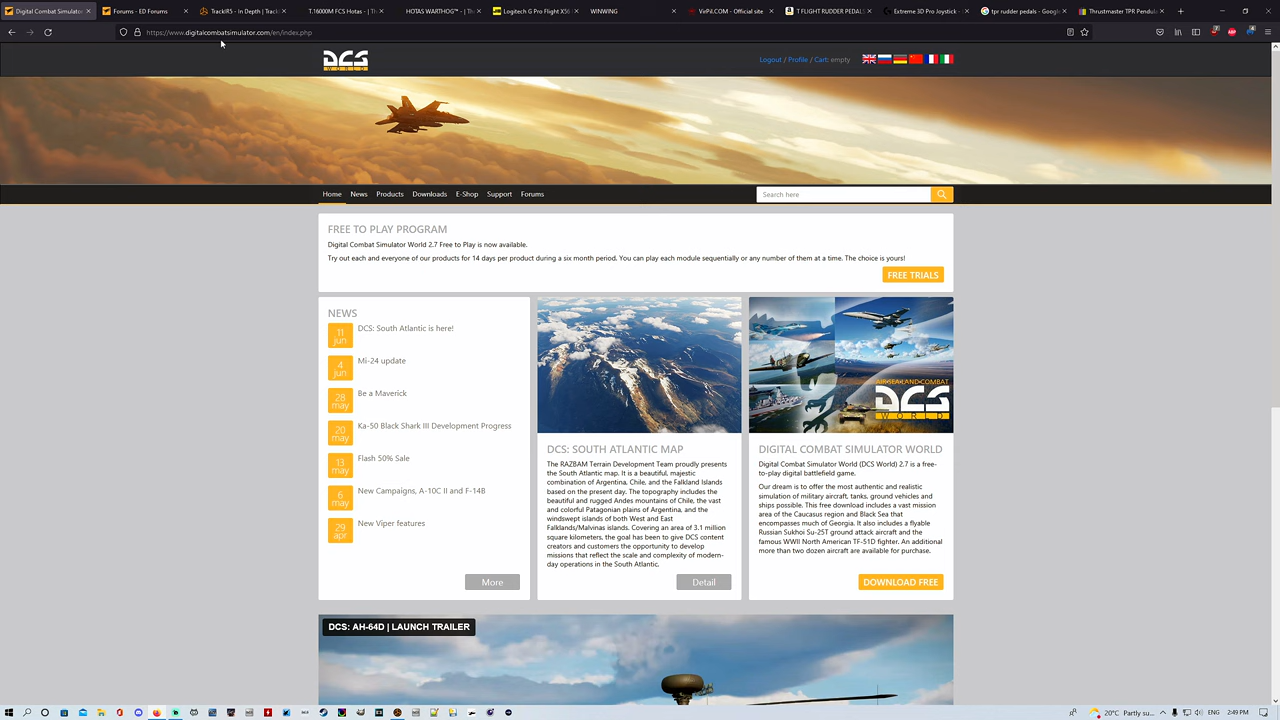 Digital Combat Simulator
Forums - ED Forums
TrackIR5 - In Depth | Trackir
T.16000M FCS Hotas - | Thr
HOTAS WARTHOG™ - | Thr
Logitech G Pro Flight X56
WINWING
VirPil.COM - Official site
T FLIGHT RUDDER PEDALS
Extreme 3D Pro Joystick -
tpr rudder pedals - Google
Thrustmaster TPR Pendula
https://www.digitalcombatsimulator.com/en/index.php
DCS
WORLD
Logout / Profile / Cart: empty
Home News Products Downloads E-Shop Support Forums
Search here
FREE TO PLAY PROGRAM
Digital Combat Simulator World 2.7 Free to Play is now available.
Try out each and everyone of our products for 14 days per product during a six month period. You can play each module sequentially or any number of them at a time. The choice is yours!
FREE TRIALS
NEWS
11 jun
DCS: South Atlantic is here!
4 jun
Mi-24 update
28 may
Be a Maverick
20 may
Ka-50 Black Shark III Development Progress
13 may
Flash 50% Sale
6 may
New Campaigns, A-10C II and F-14B
29 apr
New Viper features
More
DCS: SOUTH ATLANTIC MAP
The RAZBAM Terrain Development Team proudly presents
the South Atlantic map. It is a beautiful, majestic
combination of Argentina, Chile, and the Falkland Islands
based on the present day. The topography includes the
beautiful and rugged Andes mountains of Chile, the vast
and colorful Patagonian plains of Argentina, and the
windswept islands of both West and East
Falklands/Malvinas islands. Covering an area of 3.1 million
square kilometers, the goal has been to give DCS content
creators and customers the opportunity to develop
missions that reflect the scale and complexity of modern-
day operations in the South Atlantic.
Detail
AIR SEA LAND COMBAT
DCS
WORLD
DIGITAL COMBAT SIMULATOR WORLD
Digital Combat Simulator World (DCS World) 2.7 is a free-
to-play digital battlefield game.
Our dream is to offer the most authentic and realistic
simulation of military aircraft, tanks, ground vehicles and
ships possible. This free download includes a vast mission
area of the Caucasus region and Black Sea that
encompasses much of Georgia. It also includes a flyable
Russian Sukhoi Su-25T ground attack aircraft and the
famous WWII North American TF-51D fighter. An additional
more than two dozen aircraft are available for purchase.
DOWNLOAD FREE
DCS: AH-64D | LAUNCH TRAILER
20°C Partly su...
ENG
2:49 PM